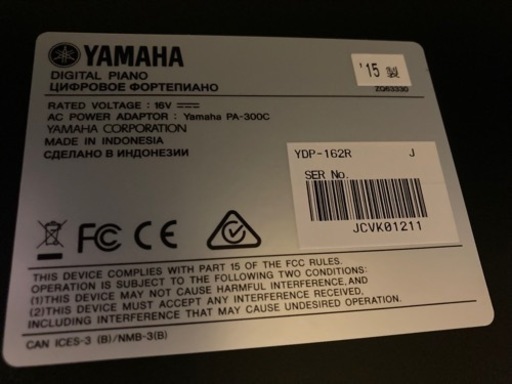 YAMAHA
DIGITAL PIANO
ЦИФРОВОЕ ФОРТЕПИАНО
'15 製
ZQ63330
RATED VOLTAGE : 16V
AC POWER ADAPTOR : Yamaha PA-300C
YAMAHA CORPORATION
MADE IN INDONESIA
СДЕЛАНО В ИНДОНЕЗИИ
YDP-162R J
SER No.
JCVK01211
FC CE
THIS DEVICE COMPLIES WITH PART 15 OF THE FCC RULES.
OPERATION IS SUBJECT TO THE FOLLOWING TWO CONDITIONS:
(1)THIS DEVICE MAY NOT CAUSE HARMFUL INTERFERENCE,AND
(2)THIS DEVICE MUST ACCEPT ANY INTERFERENCE RECEIVED,
INCLUDING INTERFERENCE THAT MAY CAUSE UNDESIRED OPERATION.
CAN ICES-3 (B)/NMB-3(B)